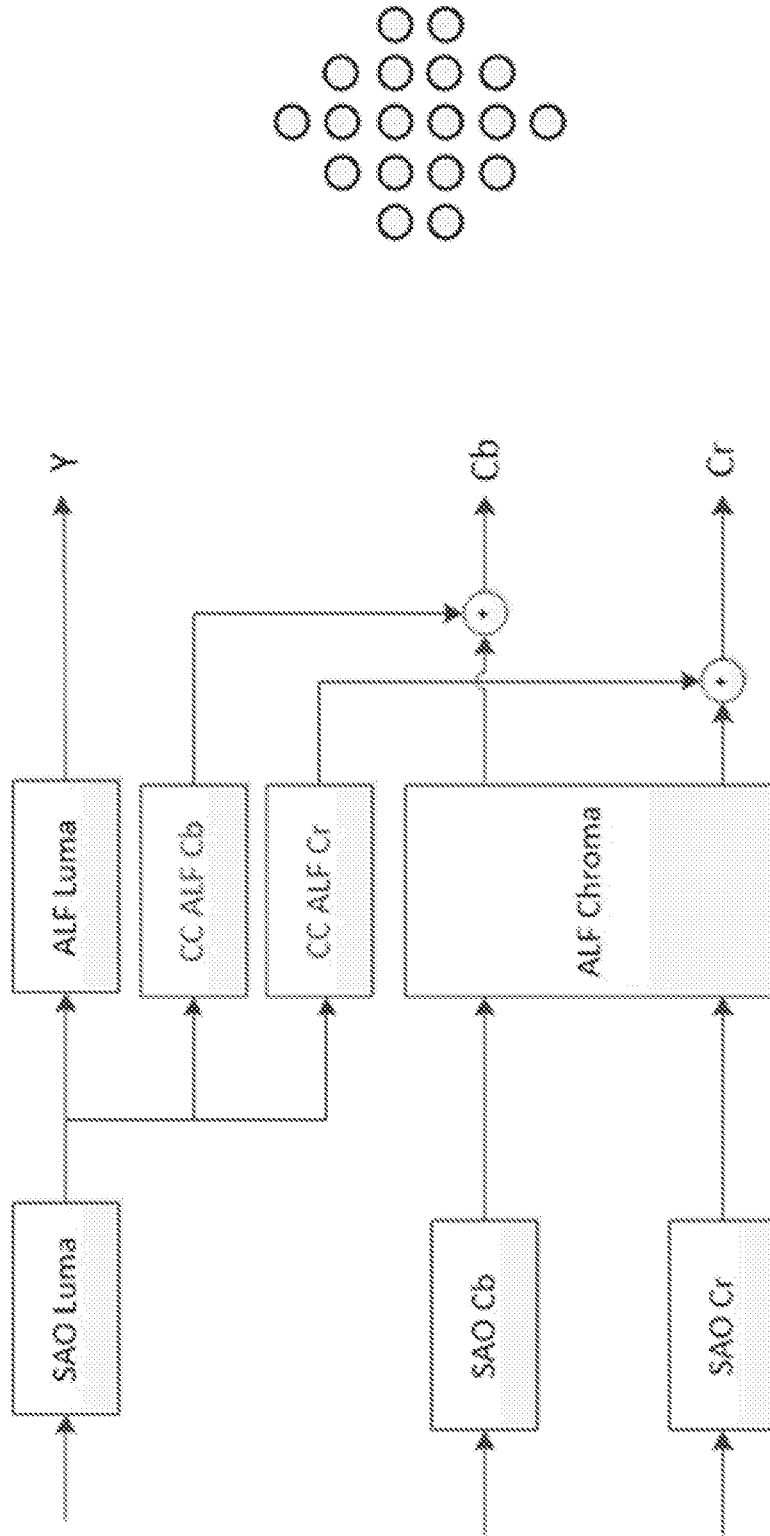 SAO Luma
ALF Luma
Y
CC ALF Cb
CC ALF Cr
SAO Cb
ALF Chroma
Cb
SAO Cr
Cr
+
+